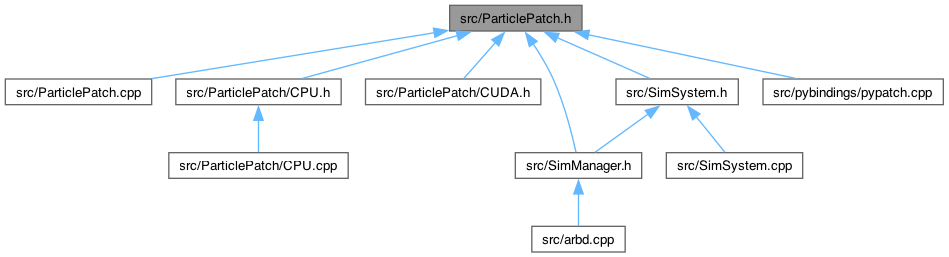 src/ParticlePatch.h
src/ParticlePatch.cpp
src/ParticlePatch/CPU.h
src/ParticlePatch/CUDA.h
src/SimSystem.h
src/pybindings/pypatch.cpp
src/ParticlePatch/CPU.cpp
src/SimManager.h
src/SimSystem.cpp
src/arbd.cpp